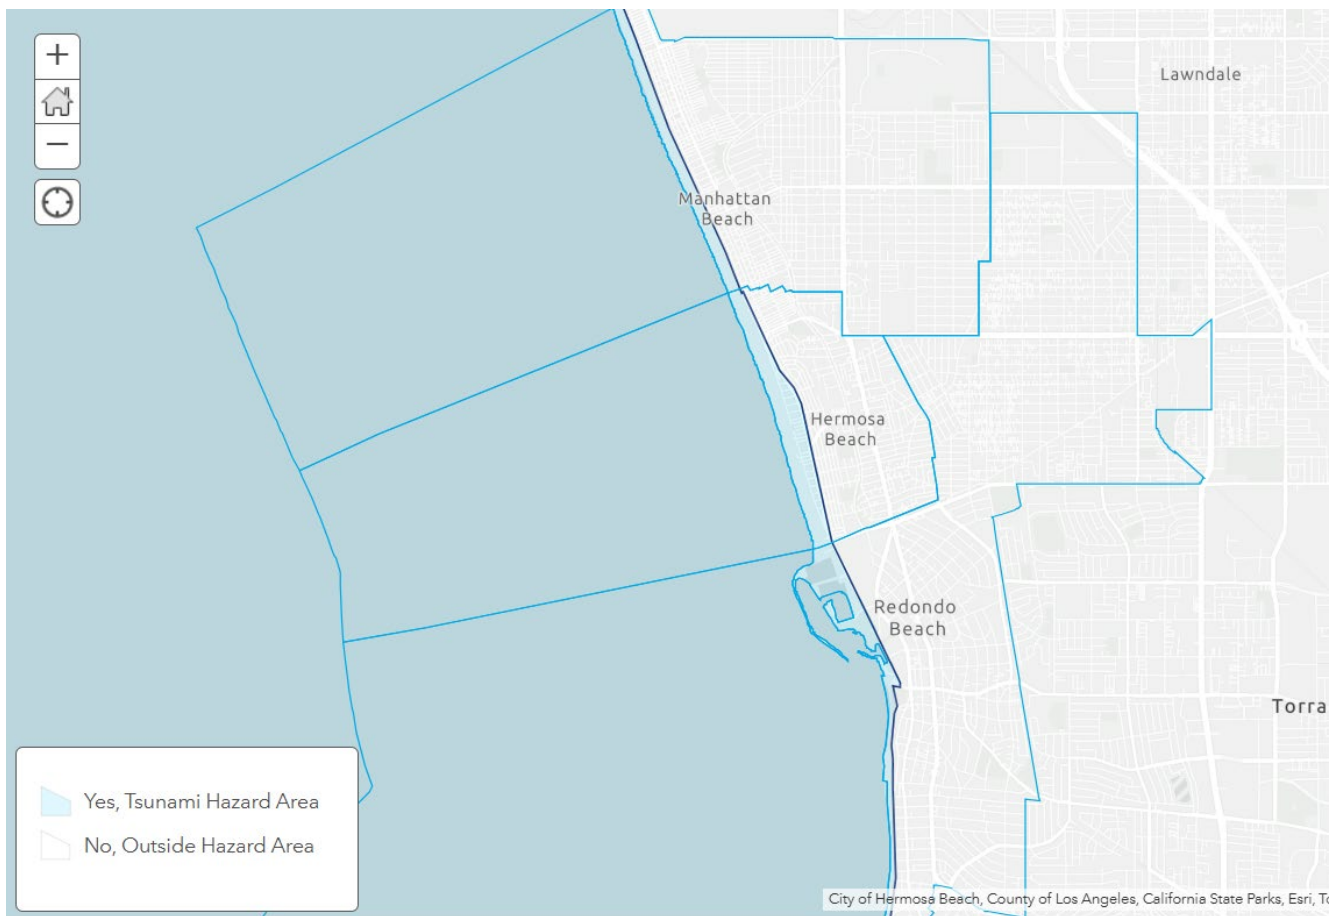 +
Lawndale
−
Manhattan
Beach
Hermosa
Beach
Redondo
Beach
Torra
Yes, Tsunami Hazard Area
No, Outside Hazard Area
City of Hermosa Beach, County of Los Angeles, California State Parks, Esri, To